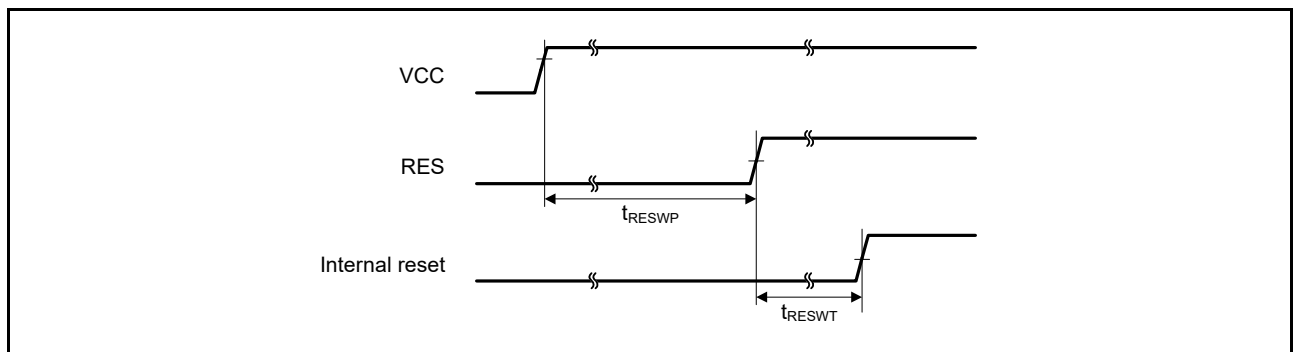 VCC
RES
tRESWP
Internal reset
tRESWT